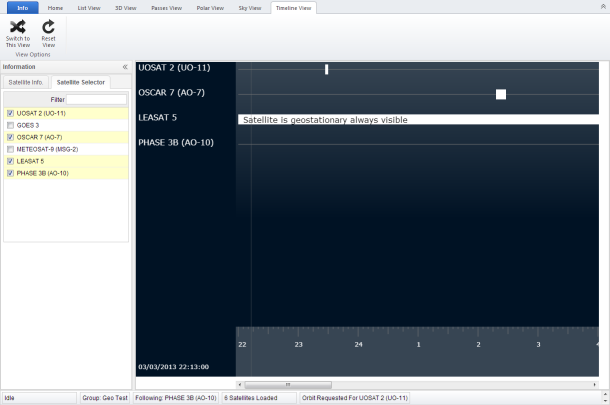 Info Home List View 3D View Passes View Polar View Sky View Timeline View
Switch to This View
Reset View
View Options
Information
Satellite Info. Satellite Selector
Filter
UOSAT 2 (UO-11)
GOES 3
OSCAR 7 (AO-7)
METEOSAT-9 (MSG-2)
LEASAT 5
PHASE 3B (AO-10)
UOSAT 2 (UO-11)
OSCAR 7 (AO-7)
LEASAT 5
Satellite is geostationary always visible
PHASE 3B (AO-10)
22 23 24 1 2 3 4
03/03/2013 22:13:00
Idle Group: Geo Test Following: PHASE 3B (AO-10) 6 Satellites Loaded Orbit Requested For UOSAT 2 (UO-11)